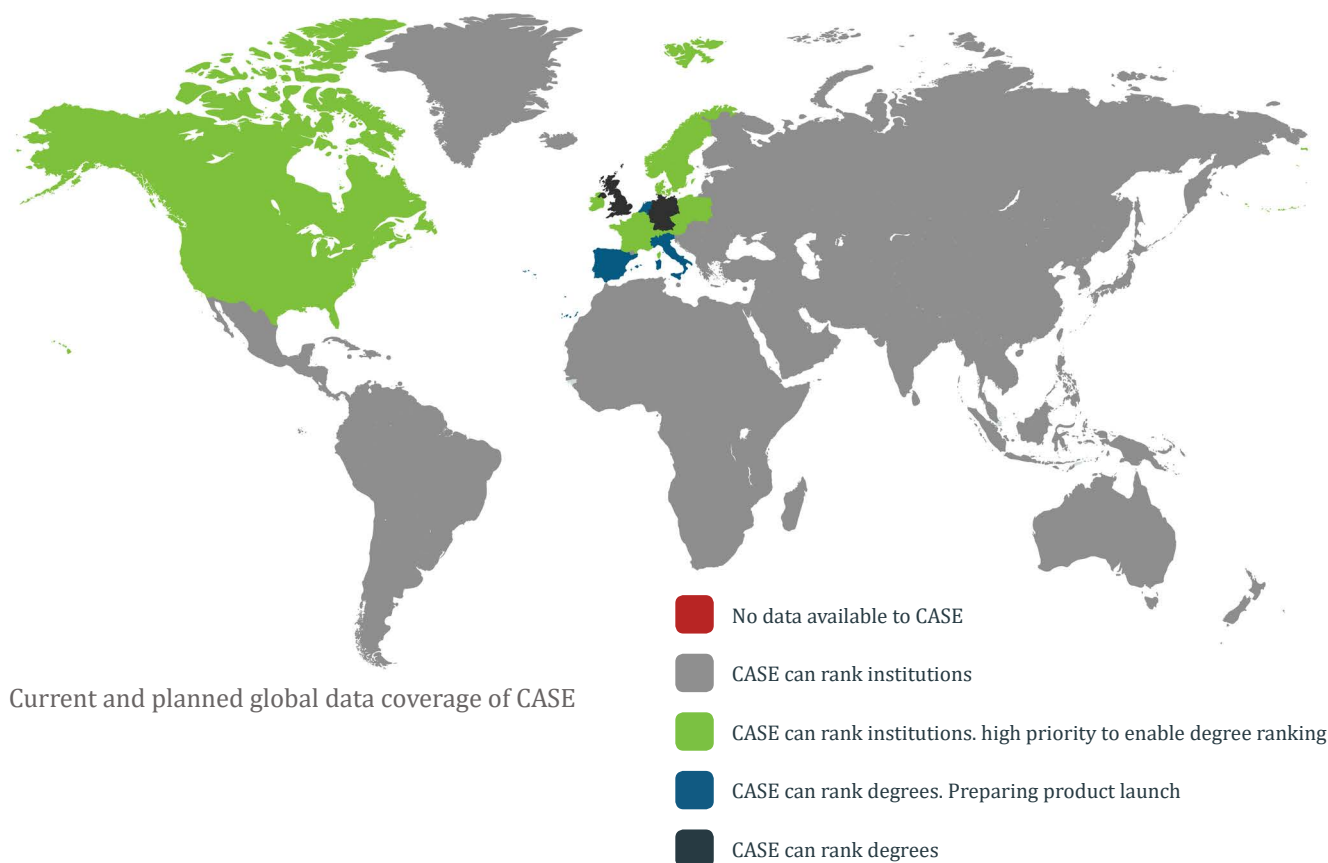 No data available to CASE
CASE can rank institutions
Current and planned global data coverage of CASE
CASE can rank institutions. high priority to enable degree ranking
CASE can rank degrees. Preparing product launch
CASE can rank degrees